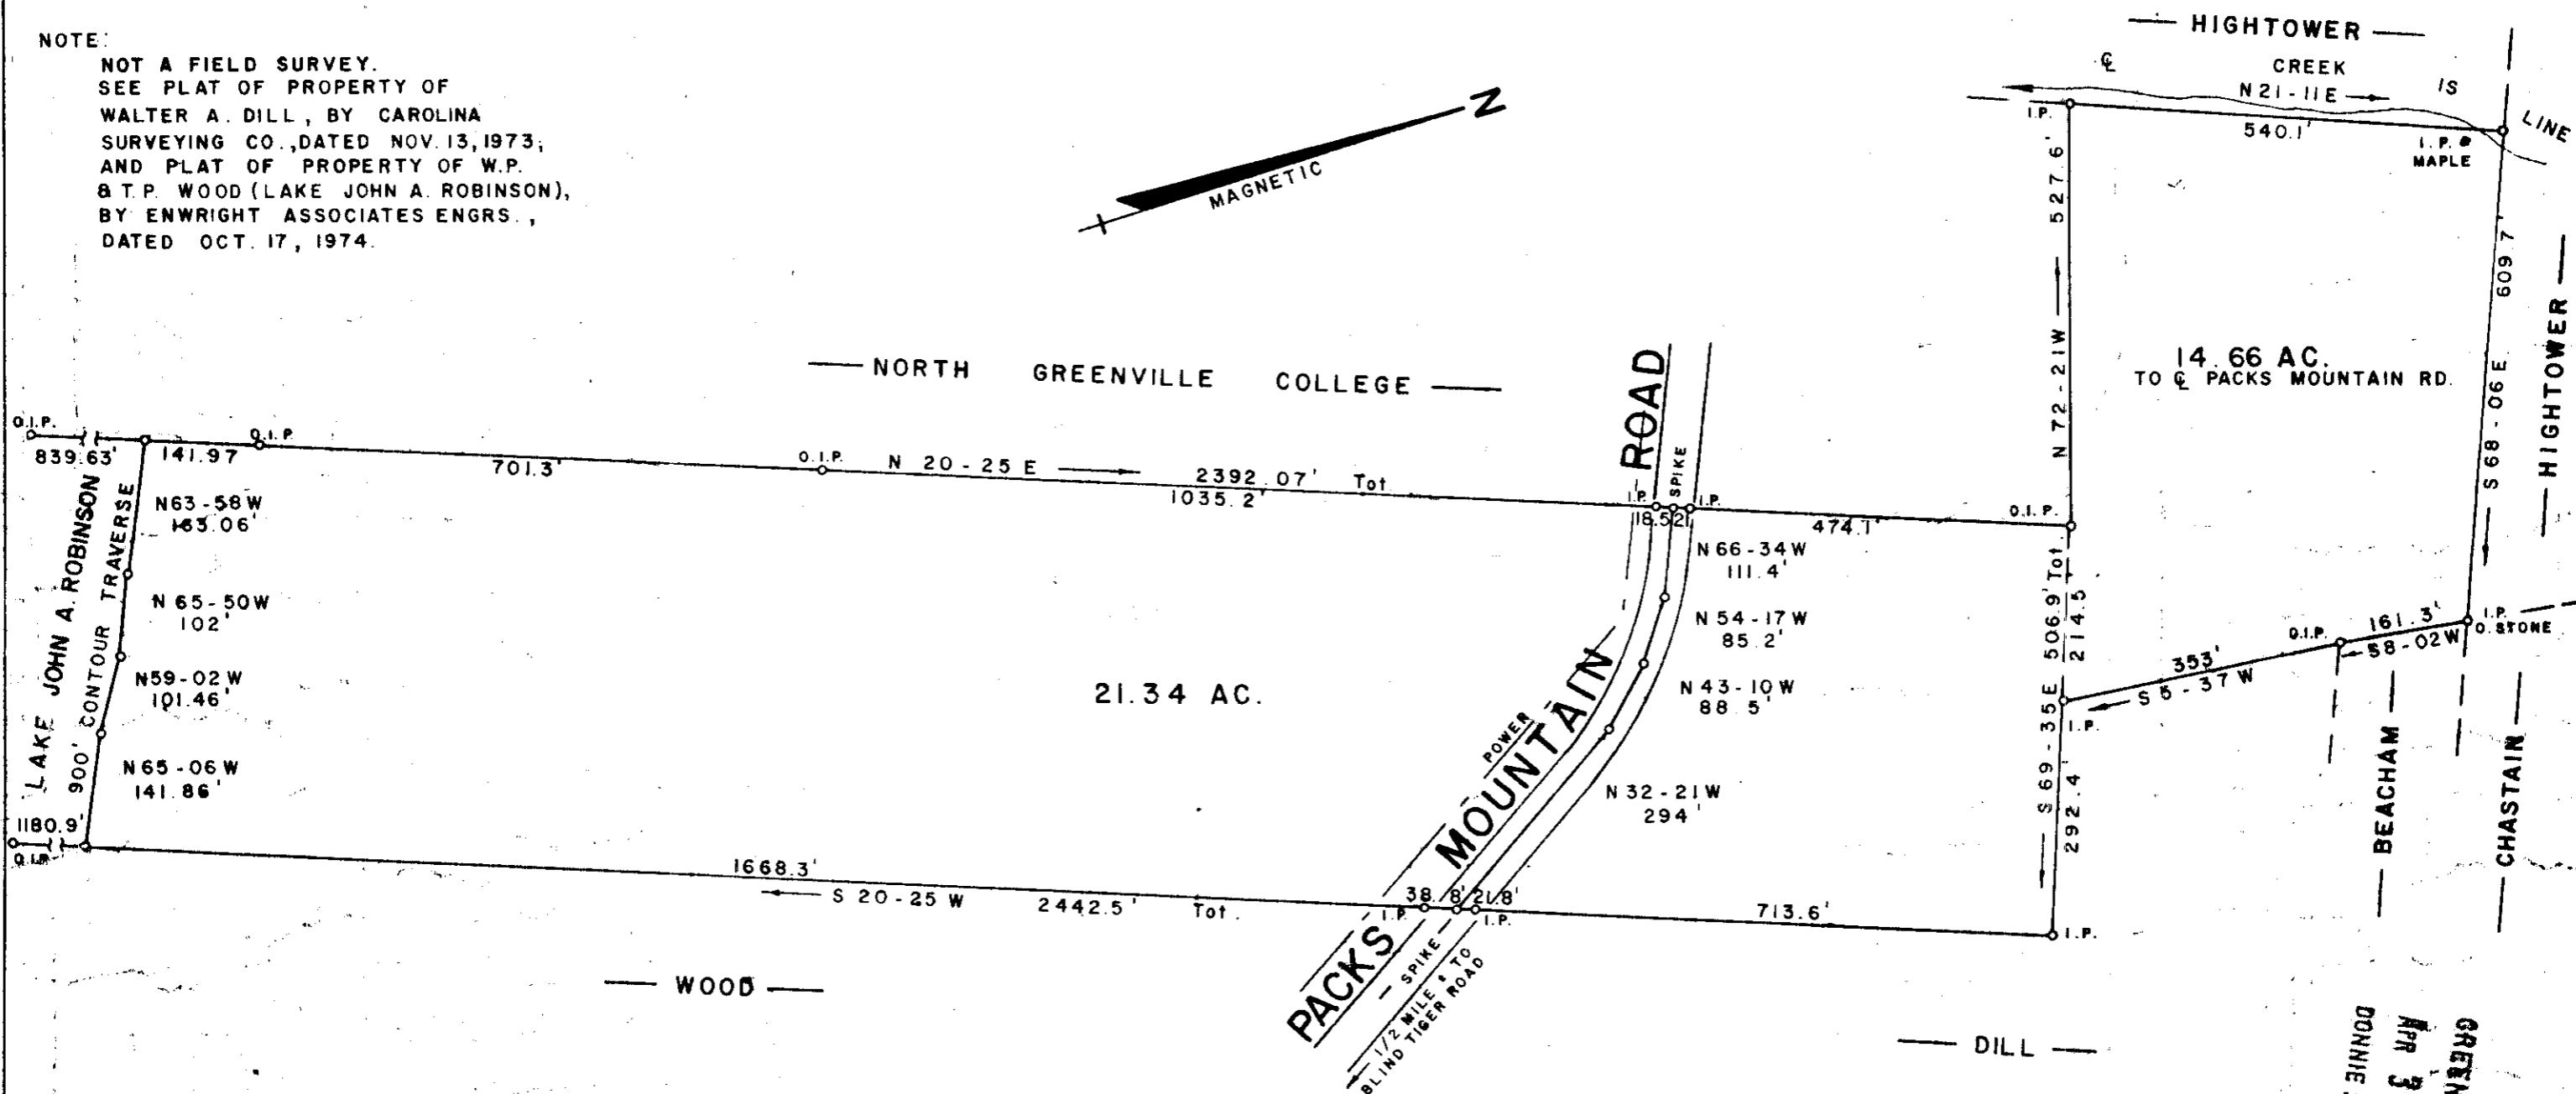 NOTE:
NOT A FIELD SURVEY.
SEE PLAT OF PROPERTY OF
WALTER A. DILL, BY CAROLINA
SURVEYING CO., DATED NOV. 13, 1973;
AND PLAT OF PROPERTY OF W.P.
& T.P. WOOD (LAKE JOHN A. ROBINSON),
BY ENWRIGHT ASSOCIATES ENGRS.,
DATED OCT. 17, 1974.
N
MAGNETIC
HIGHTOWER
℄ CREEK IS LINE
N 21-11 E
I.P.
540.1'
I.P. @
MAPLE
N 72-21 W 527.6'
S 68-06 E 609.7'
HIGHTOWER
14.66 AC.
TO ℄ PACKS MOUNTAIN RD.
NORTH GREENVILLE COLLEGE
O.I.P.
839.63'
141.97
O.I.P.
701.3'
O.I.P.
N 20-25 E
2392.07' Tot.
1035.2'
I.P.
18.5
SPIKE
21'
I.P.
474.1'
O.I.P.
LAKE JOHN A. ROBINSON
900' CONTOUR TRAVERSE
N 63-58 W
163.06'
N 65-50 W
102'
N 59-02 W
101.46'
N 65-06 W
141.86'
1180.9'
O.I.P.
21.34 AC.
PACKS MOUNTAIN ROAD
POWER
N 66-34 W
111.4'
N 54-17 W
85.2'
N 43-10 W
88.5'
N 32-21 W
294'
S 69-35 E 506.9' Tot.
214.5'
292.4'
I.P.
353'
S 5-37 W
O.I.P.
161.3'
58-02 W
I.P.
O. STONE
BEACHAM
CHASTAIN
1668.3'
S 20-25 W
2442.5' Tot.
I.P.
38.8'
21.8'
I.P.
713.6'
I.P.
SPIKE
1/2 MILE ± TO
BLIND TIGER ROAD
WOOD
DILL
GREEN
APR 3
DONNIE